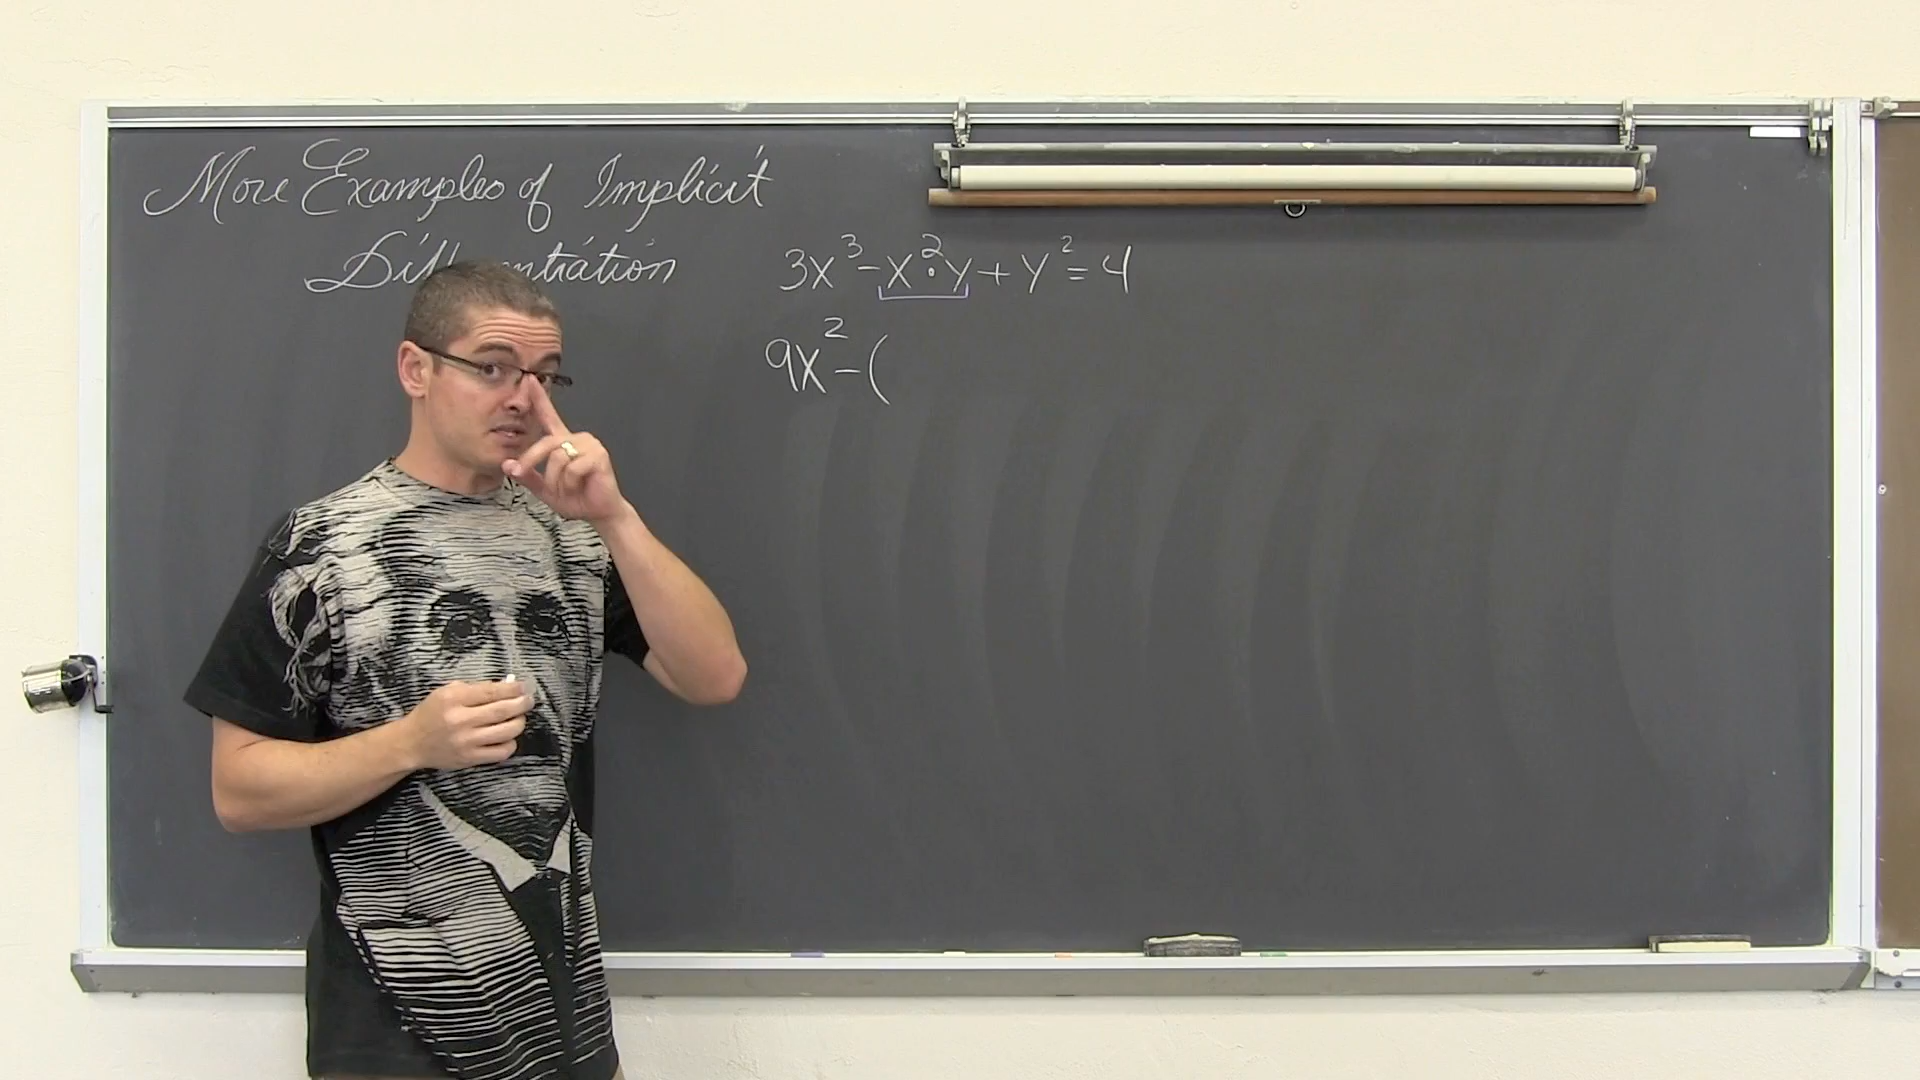 More Examples of Implicit
Differentiation
3x³-x²·y+y²=4
9x²-(